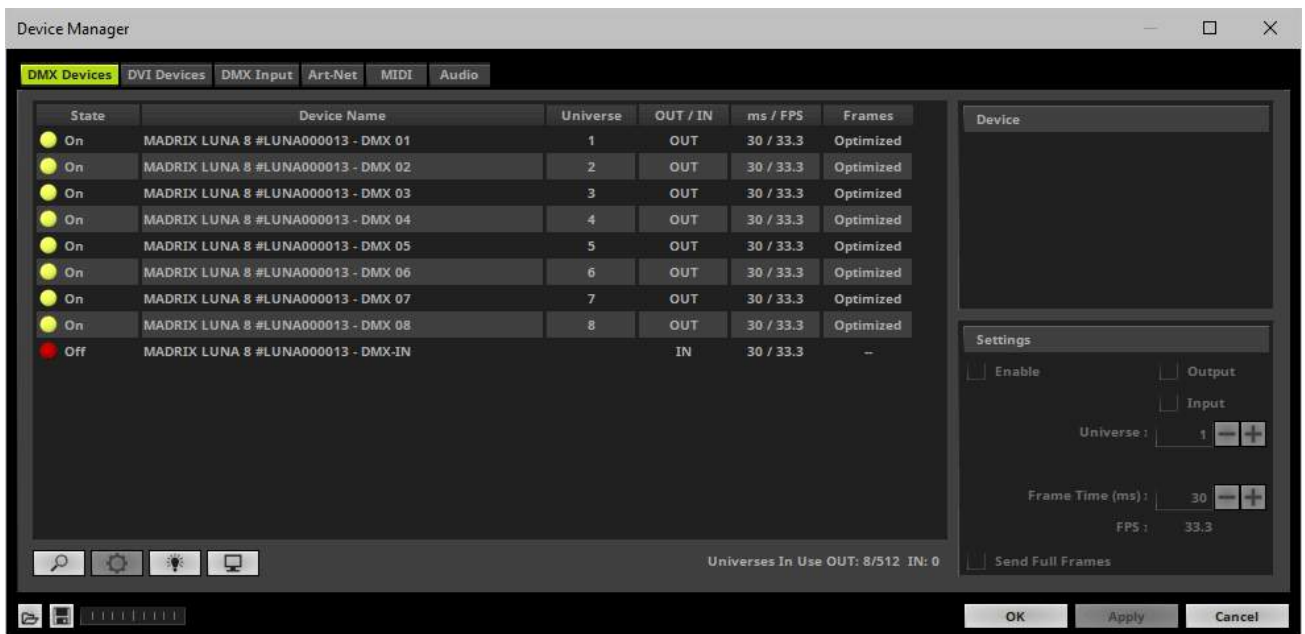 Device Manager
DMX Devices DVI Devices DMX Input Art-Net MIDI Audio
State Device Name Universe OUT / IN ms / FPS Frames
On MADRIX LUNA 8 #LUNA000013 - DMX 01 1 OUT 30 / 33.3 Optimized
On MADRIX LUNA 8 #LUNA000013 - DMX 02 2 OUT 30 / 33.3 Optimized
On MADRIX LUNA 8 #LUNA000013 - DMX 03 3 OUT 30 / 33.3 Optimized
On MADRIX LUNA 8 #LUNA000013 - DMX 04 4 OUT 30 / 33.3 Optimized
On MADRIX LUNA 8 #LUNA000013 - DMX 05 5 OUT 30 / 33.3 Optimized
On MADRIX LUNA 8 #LUNA000013 - DMX 06 6 OUT 30 / 33.3 Optimized
On MADRIX LUNA 8 #LUNA000013 - DMX 07 7 OUT 30 / 33.3 Optimized
On MADRIX LUNA 8 #LUNA000013 - DMX 08 8 OUT 30 / 33.3 Optimized
Off MADRIX LUNA 8 #LUNA000013 - DMX-IN IN 30 / 33.3 --
Universes In Use OUT: 8/512 IN: 0
Device
Settings
Enable Output
Input
Universe : 1
Frame Time (ms) : 30
FPS : 33.3
Send Full Frames
OK Apply Cancel